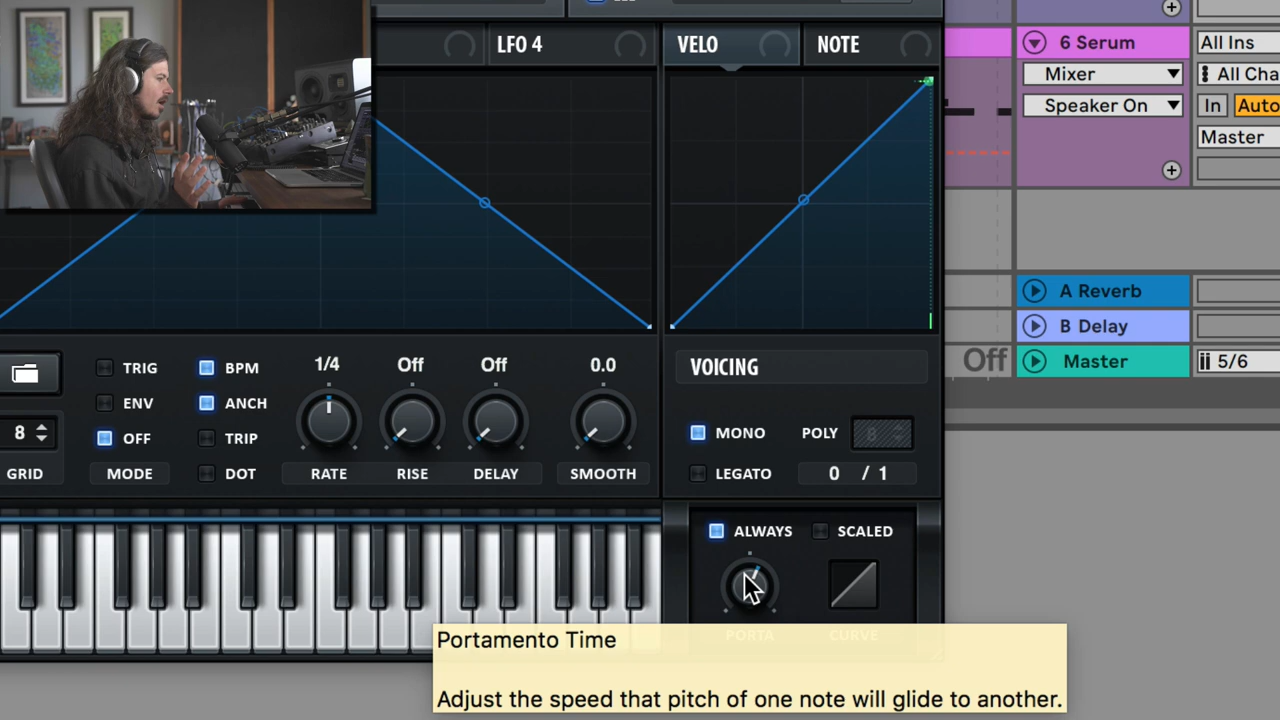 LFO 4
VELO
NOTE
6 Serum
All Ins
Mixer
All Cha
Speaker On
In
Auto
Master
A Reverb
B Delay
Off
Master
5/6
TRIG
BPM
1/4
Off
Off
0.0
VOICING
ENV
ANCH
8
OFF
TRIP
MONO
POLY
8
GRID
MODE
DOT
RATE
RISE
DELAY
SMOOTH
LEGATO
0 / 1
ALWAYS
SCALED
PORTA
CURVE
Portamento Time
Adjust the speed that pitch of one note will glide to another.